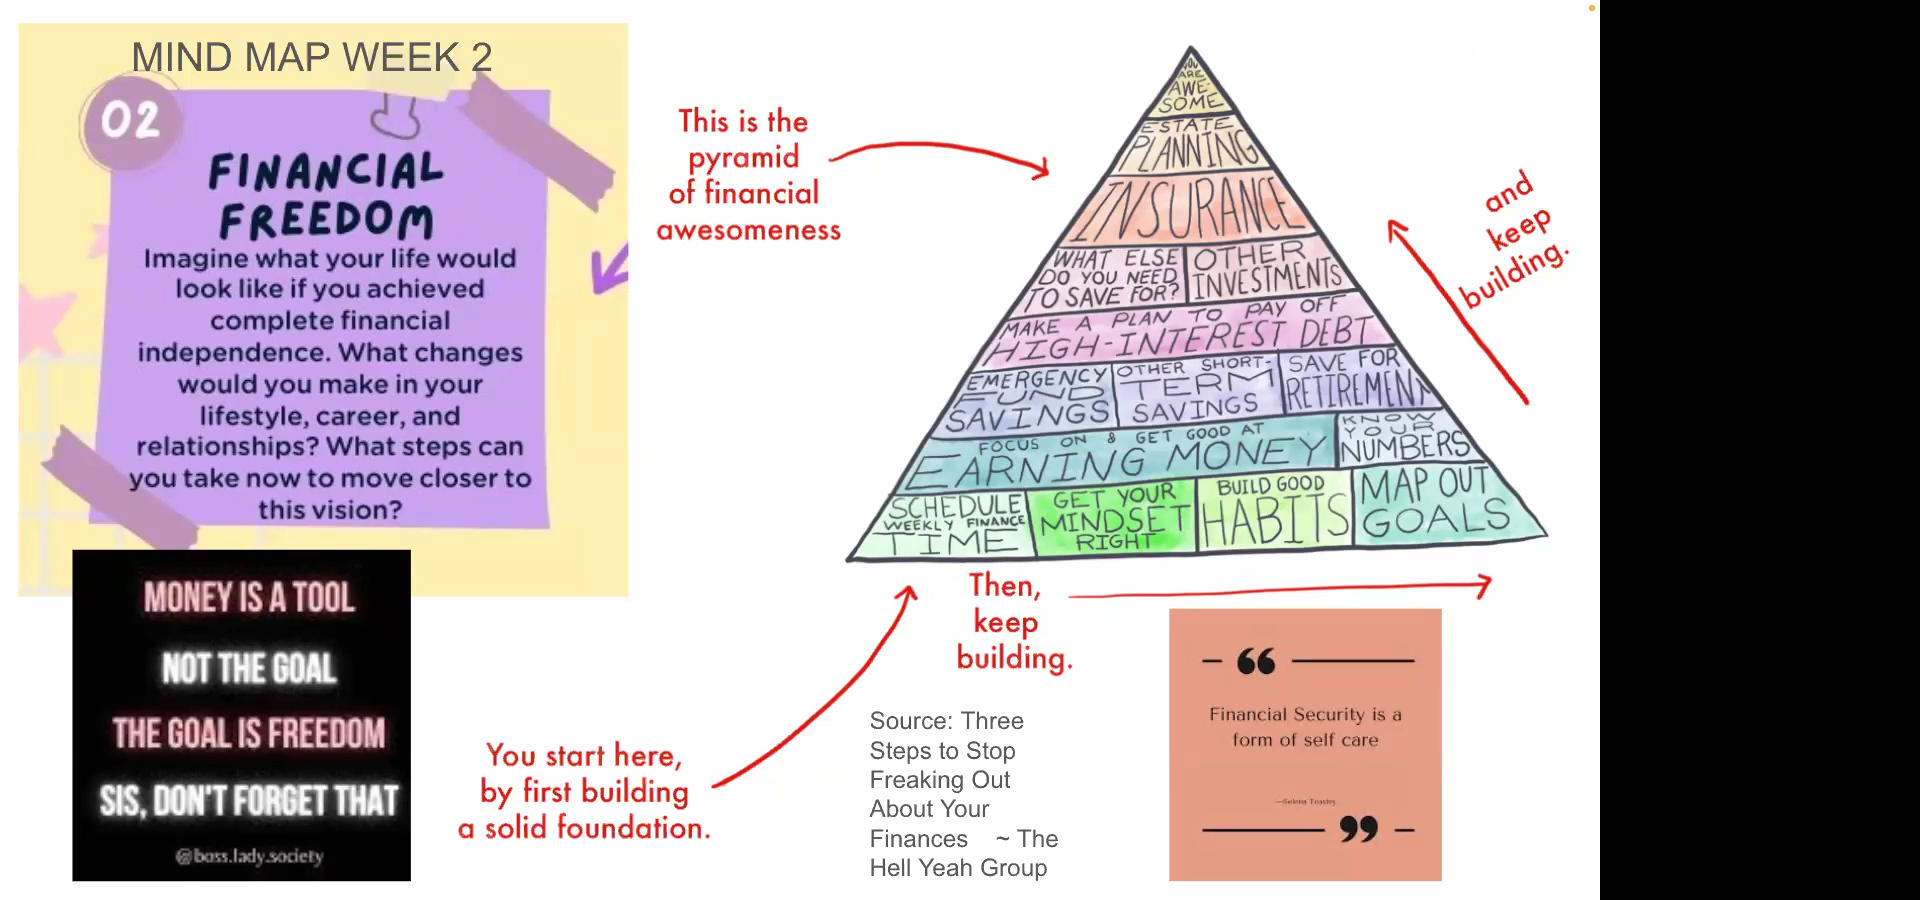 MIND MAP WEEK 2
02
FINANCIAL
FREEDOM
Imagine what your life would
look like if you achieved
complete financial
independence. What changes
would you make in your
lifestyle, career, and
relationships? What steps can
you take now to move closer to
this vision?
MONEY IS A TOOL
NOT THE GOAL
THE GOAL IS FREEDOM
SIS, DON'T FORGET THAT
@boss.lady.society
This is the
pyramid
of financial
awesomeness
YOU
ARE
AWE-
SOME
ESTATE
PLANNING
INSURANCE
WHAT ELSE
DO YOU NEED
TO SAVE FOR?
OTHER
INVESTMENTS
MAKE A PLAN TO PAY OFF
HIGH-INTEREST DEBT
EMERGENCY
FUND
SAVINGS
OTHER SHORT-
TERM
SAVINGS
SAVE FOR
RETIREMENT
FOCUS ON & GET GOOD AT
EARNING MONEY
KNOW
YOUR
NUMBERS
SCHEDULE
WEEKLY FINANCE
TIME
GET YOUR
MINDSET
RIGHT
BUILD GOOD
HABITS
MAP OUT
GOALS
and
keep
building.
Then,
keep
building.
You start here,
by first building
a solid foundation.
Source: Three
Steps to Stop
Freaking Out
About Your
Finances ~ The
Hell Yeah Group
“
Financial Security is a
form of self care
”